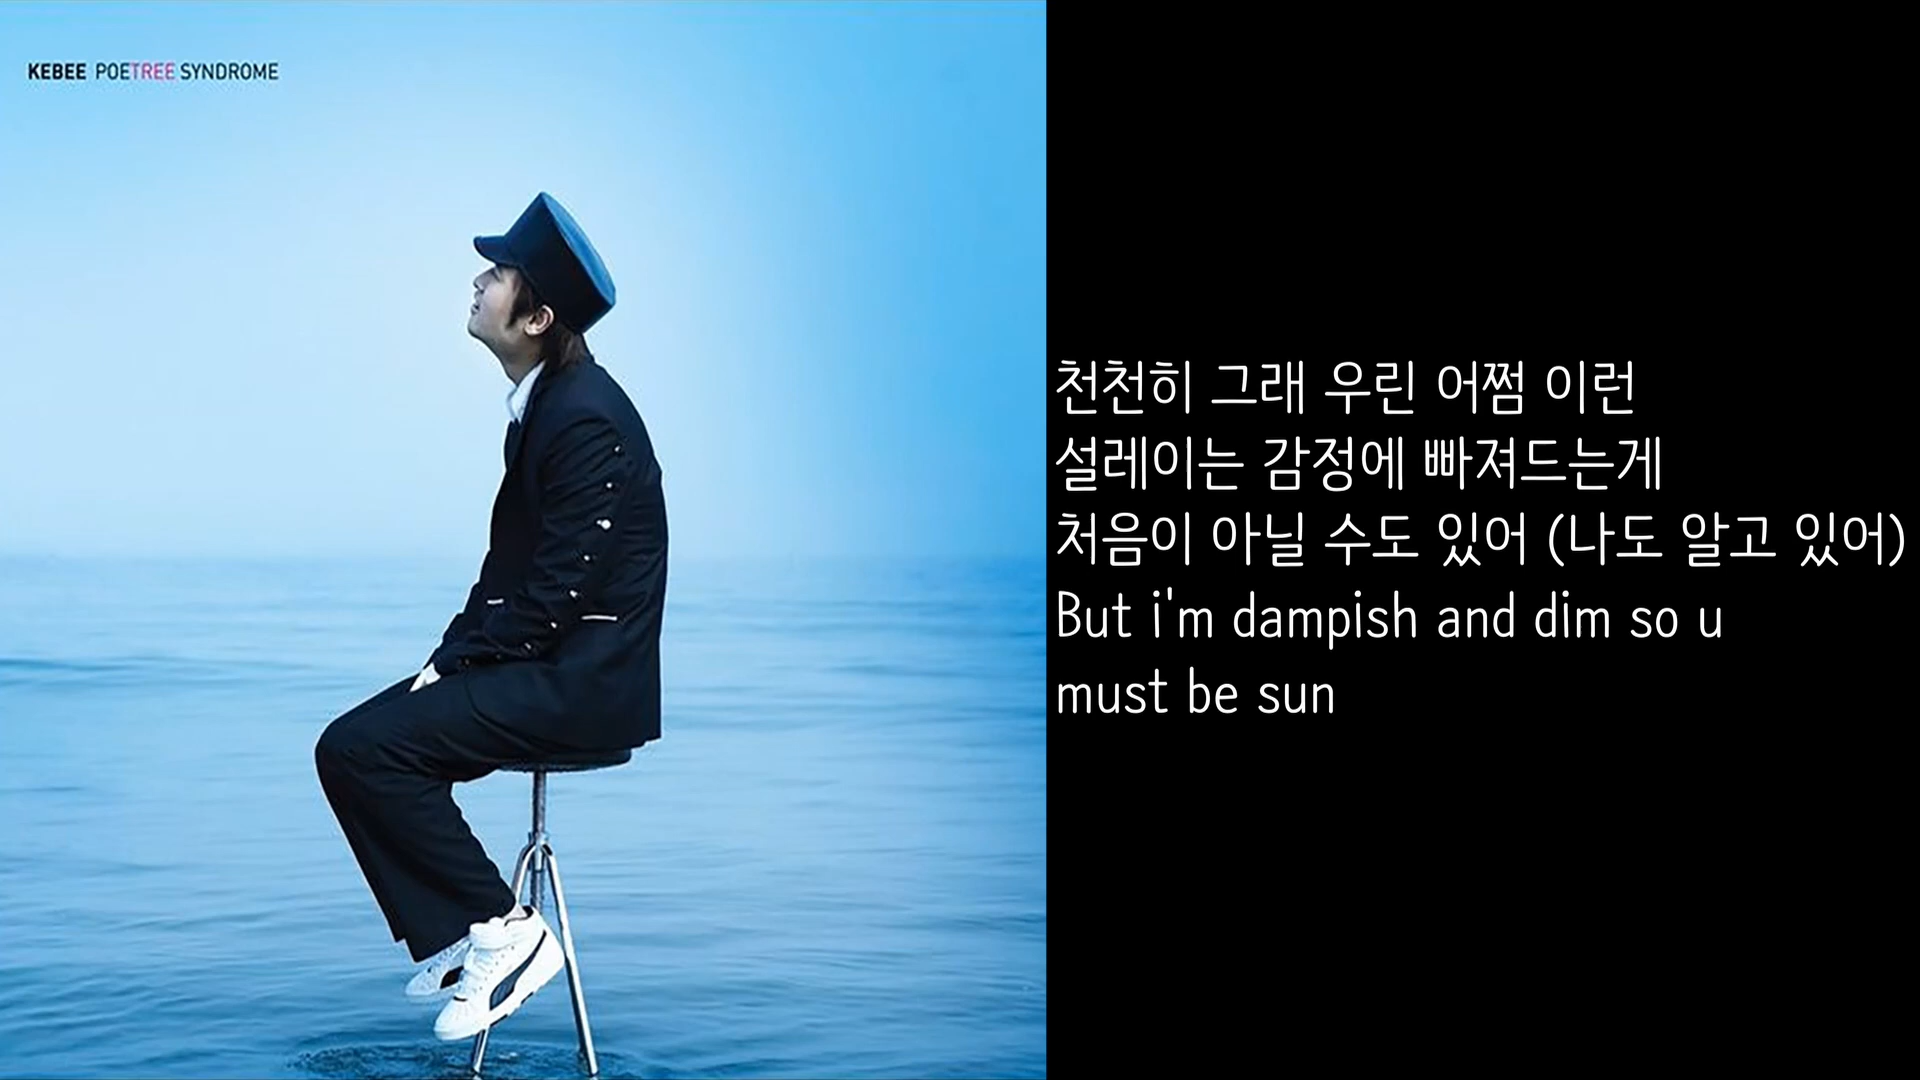 KEBEE POETREE SYNDROME
천천히 그래 우린 어쩜 이런
설레이는 감정에 빠져드는게
처음이 아닐 수도 있어 (나도 알고 있어)
But i'm dampish and dim so u
must be sun